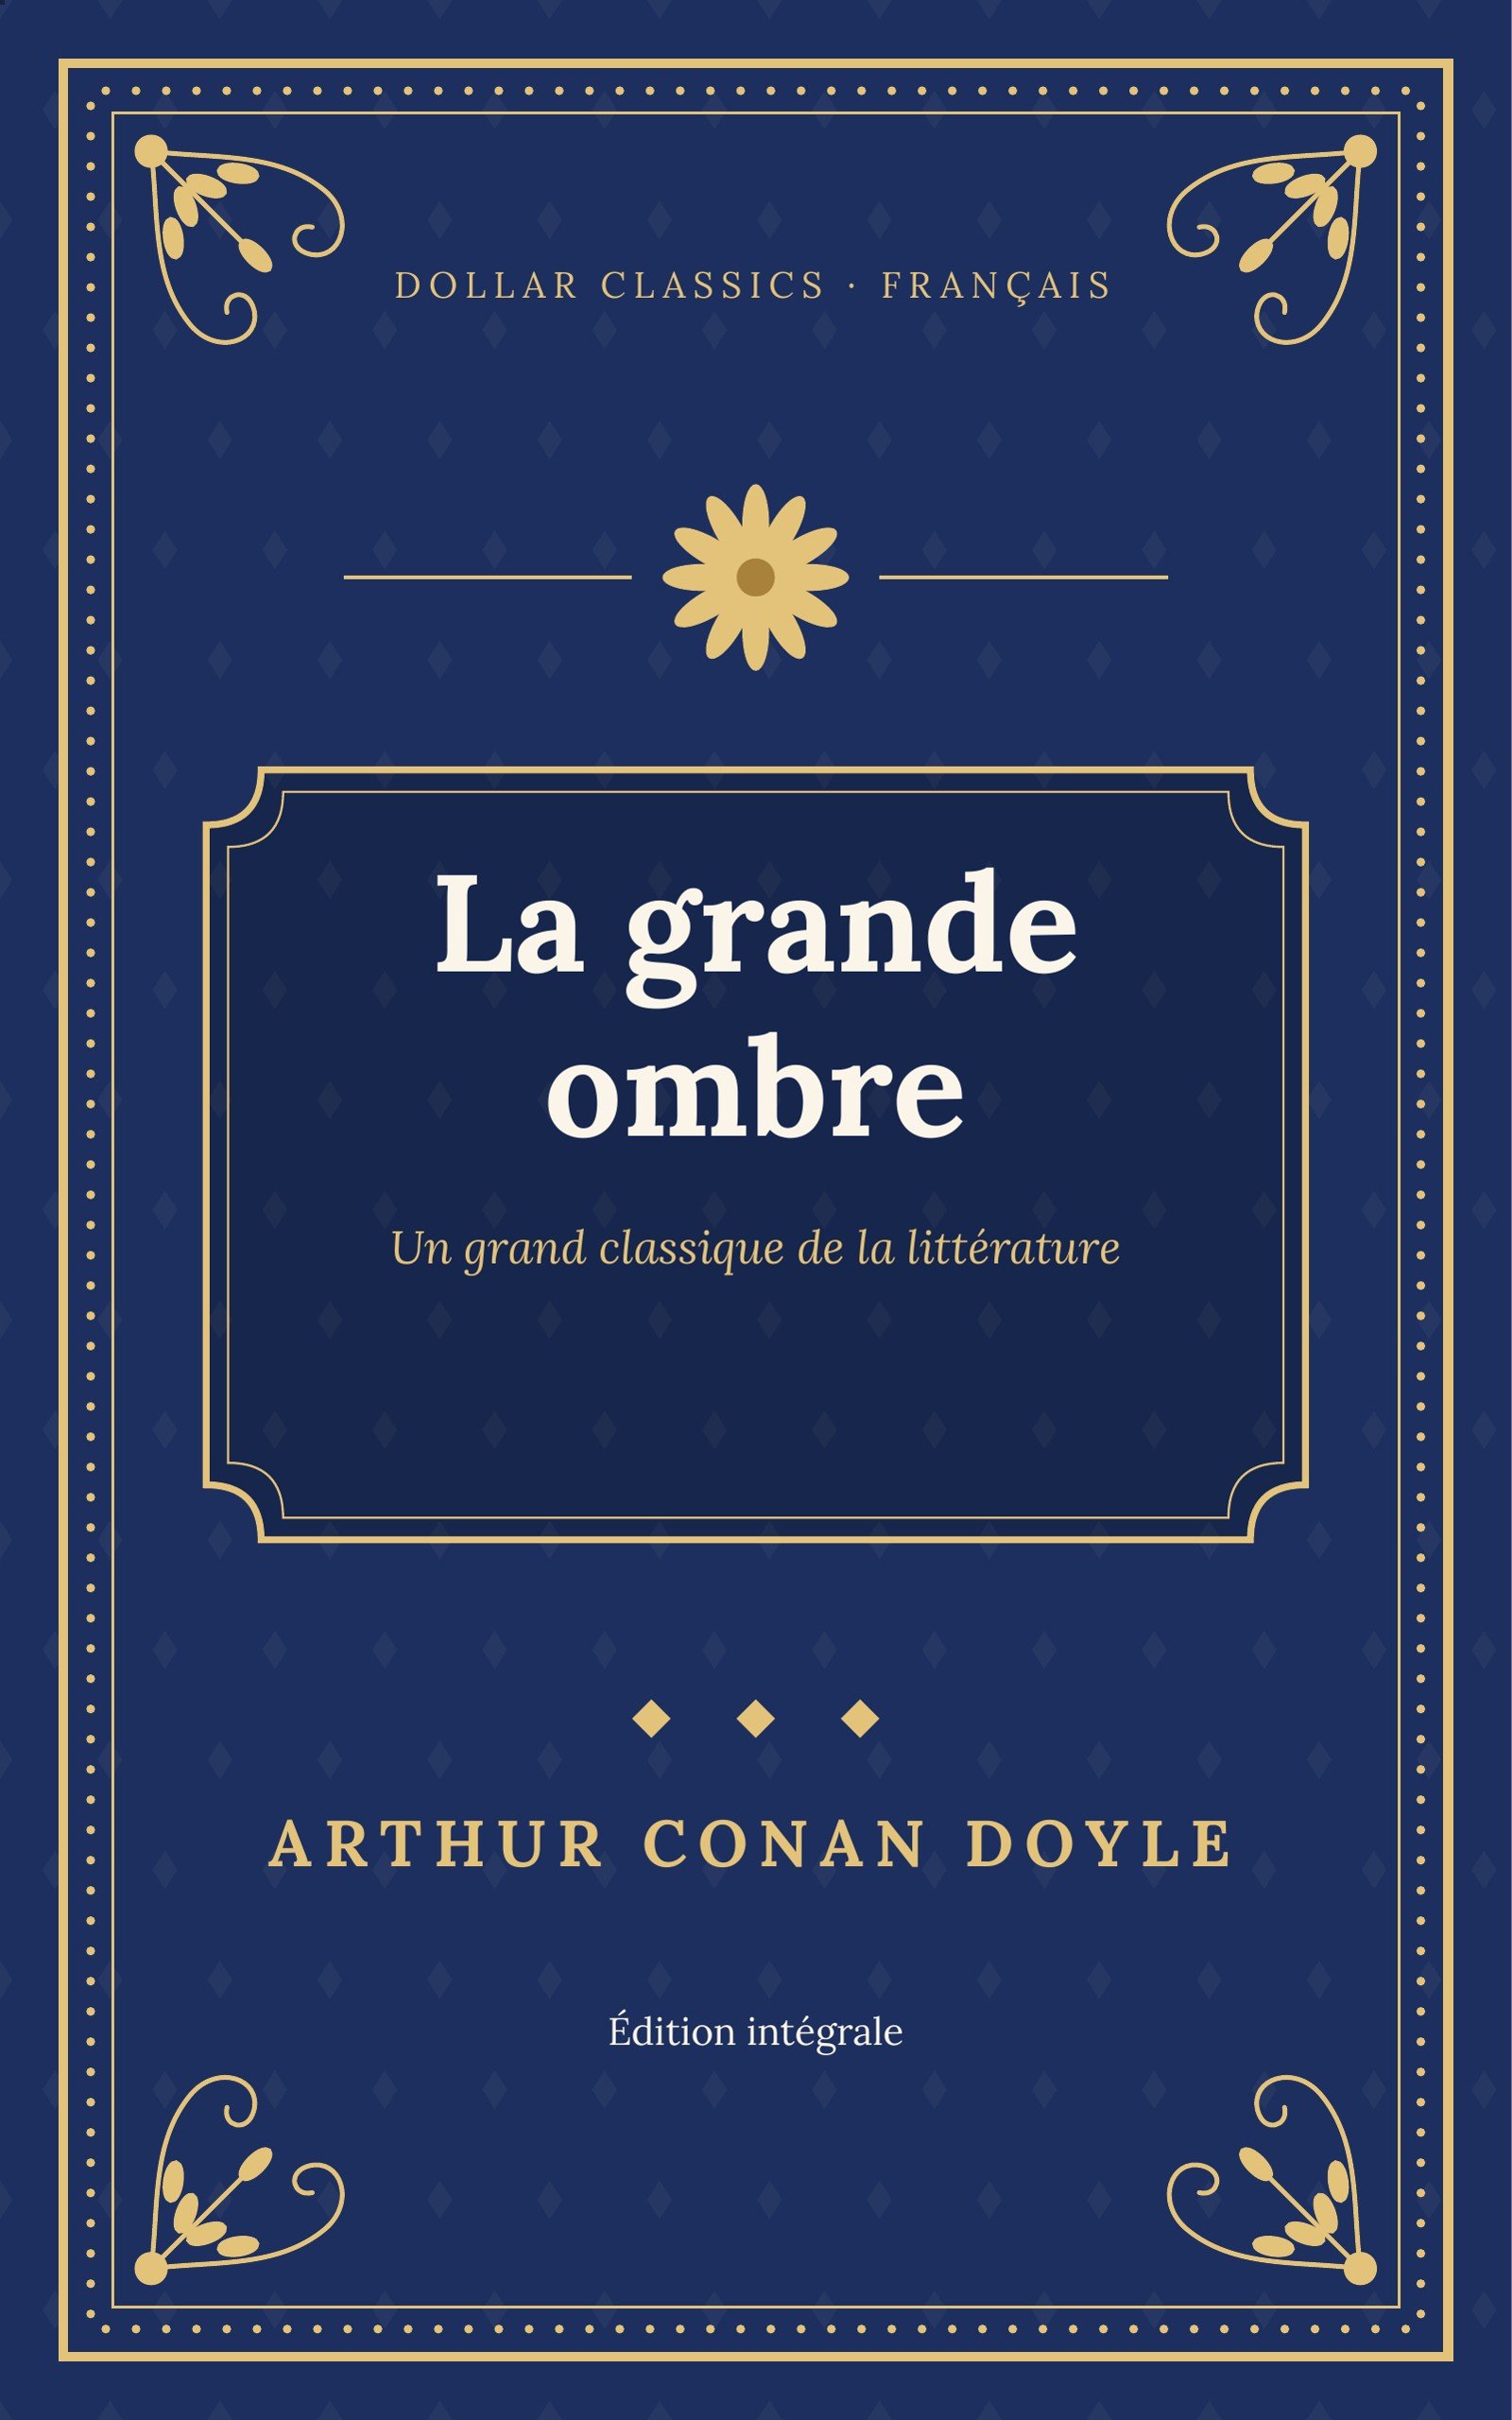 DOLLAR CLASSICS · FRANÇAIS
La grande
ombre
Un grand classique de la littérature
ARTHUR CONAN DOYLE
Édition intégrale